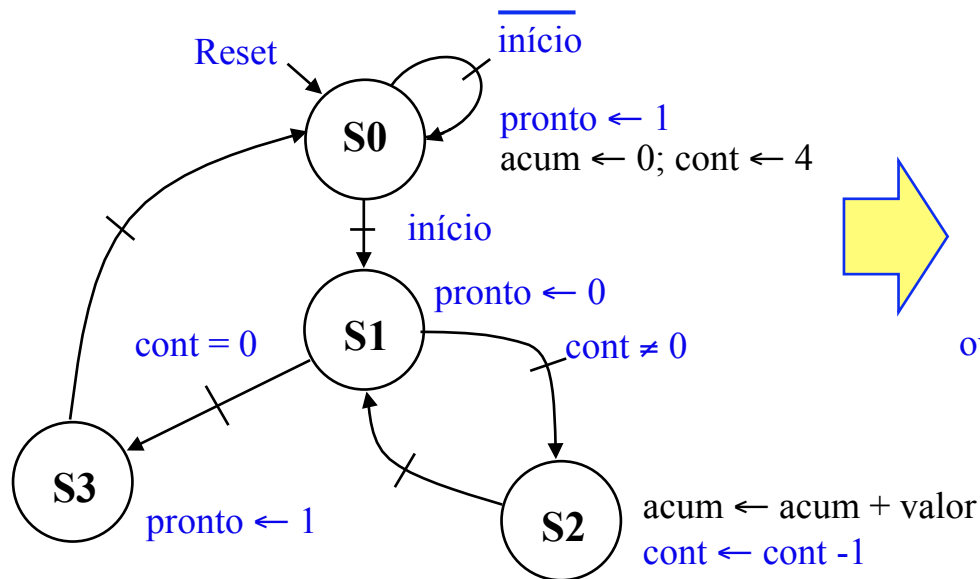 início
Reset
S0
pronto ← 1
acum ← 0; cont ← 4
início
pronto ← 0
cont = 0
S1
cont ≠ 0
S3
pronto ← 1
S2
acum ← acum + valor
cont ← cont -1